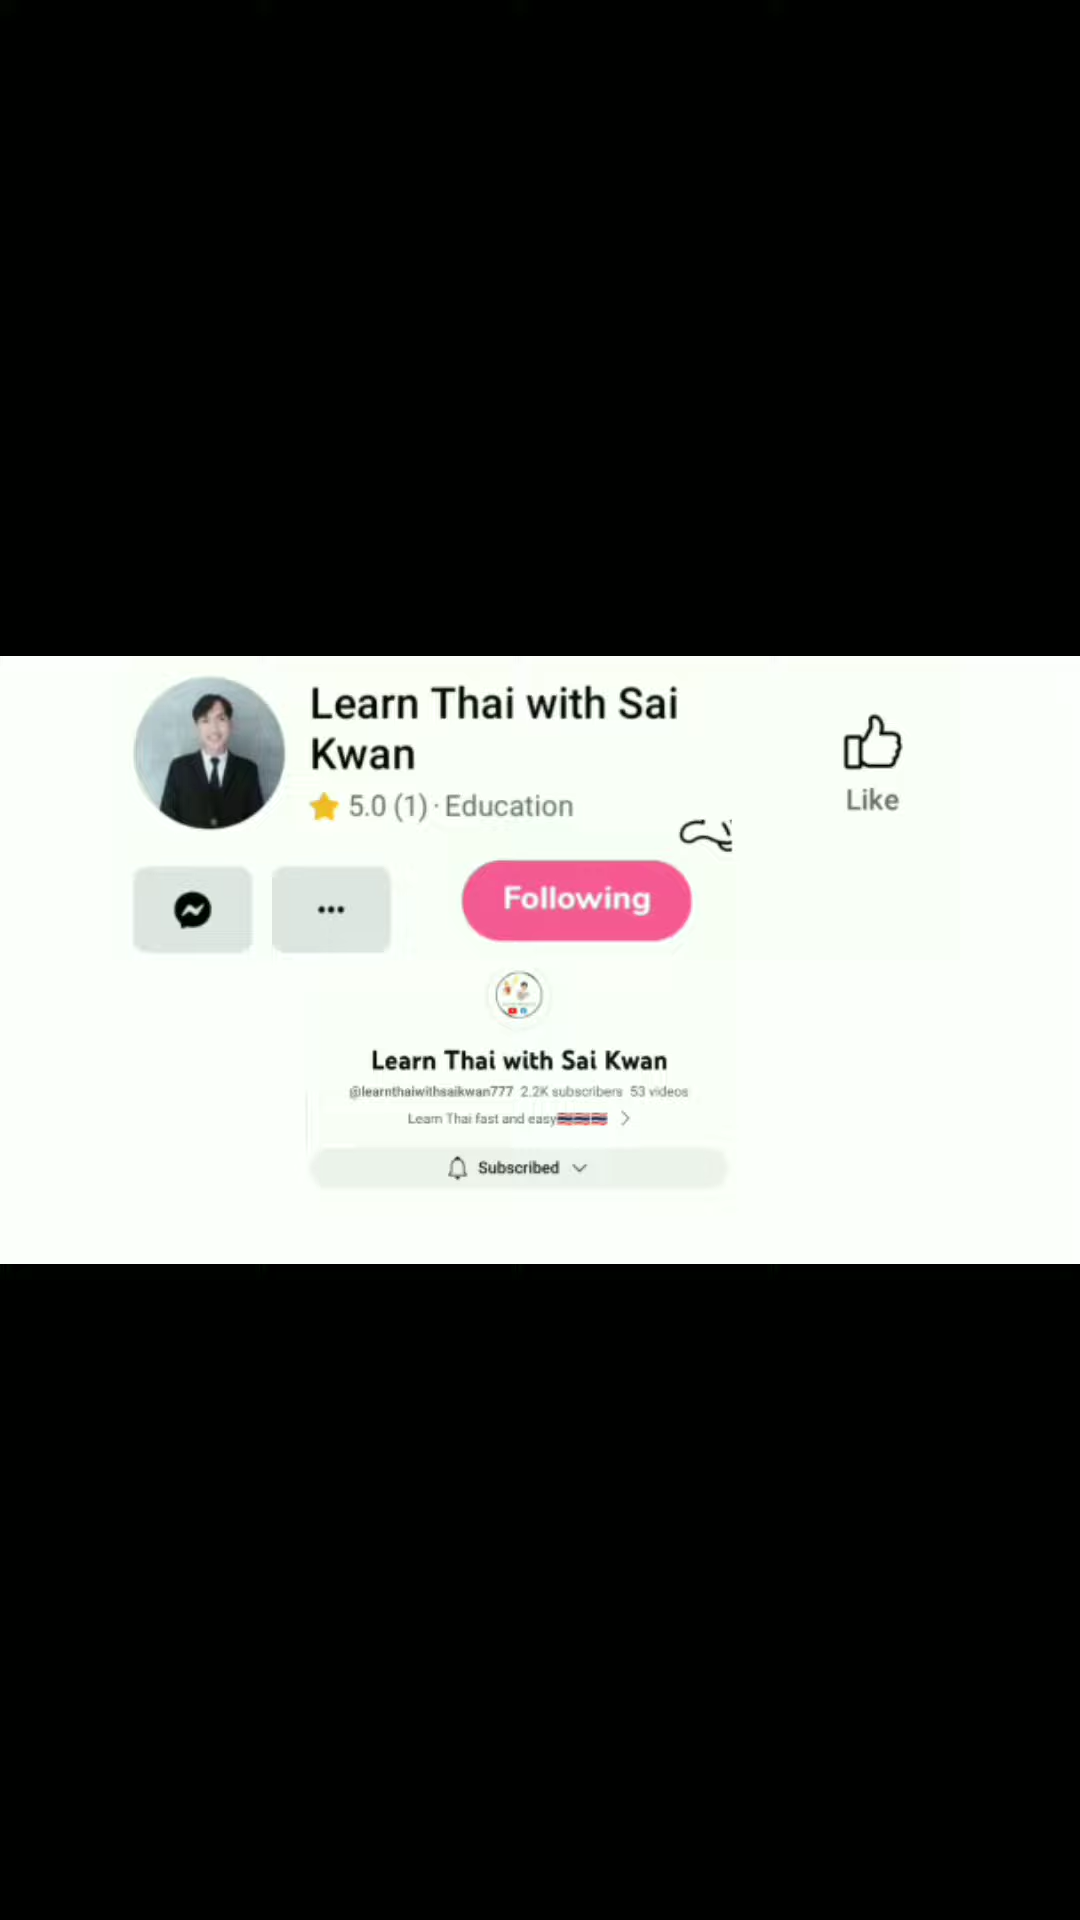 Learn Thai with Sai
Kwan
5.0 (1) · Education
Like
Following
Learn Thai with Sai Kwan
@learnthaiwithsaikwan777 2.2K subscribers 53 videos
Learn Thai fast and easy🇹🇭🇹🇭🇹🇭
Subscribed